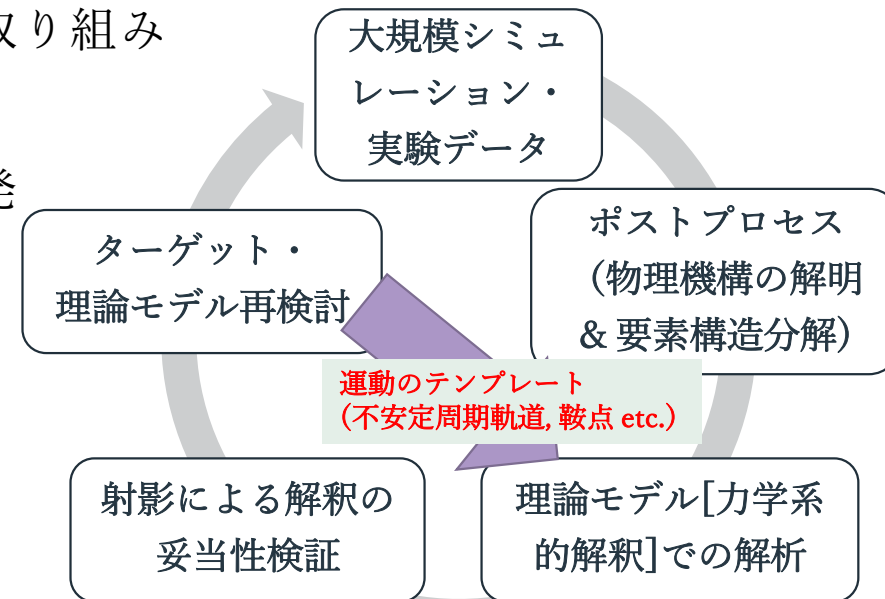 取り組み
大規模シミュ
レーション・
実験データ
発
ポストプロセス
（物理機構の解明
& 要素構造分解）
ターゲット・
理論モデル再検討
運動のテンプレート
（不安定周期軌道, 鞍点 etc.）
射影による解釈の
妥当性検証
理論モデル[力学系
的解釈]での解析